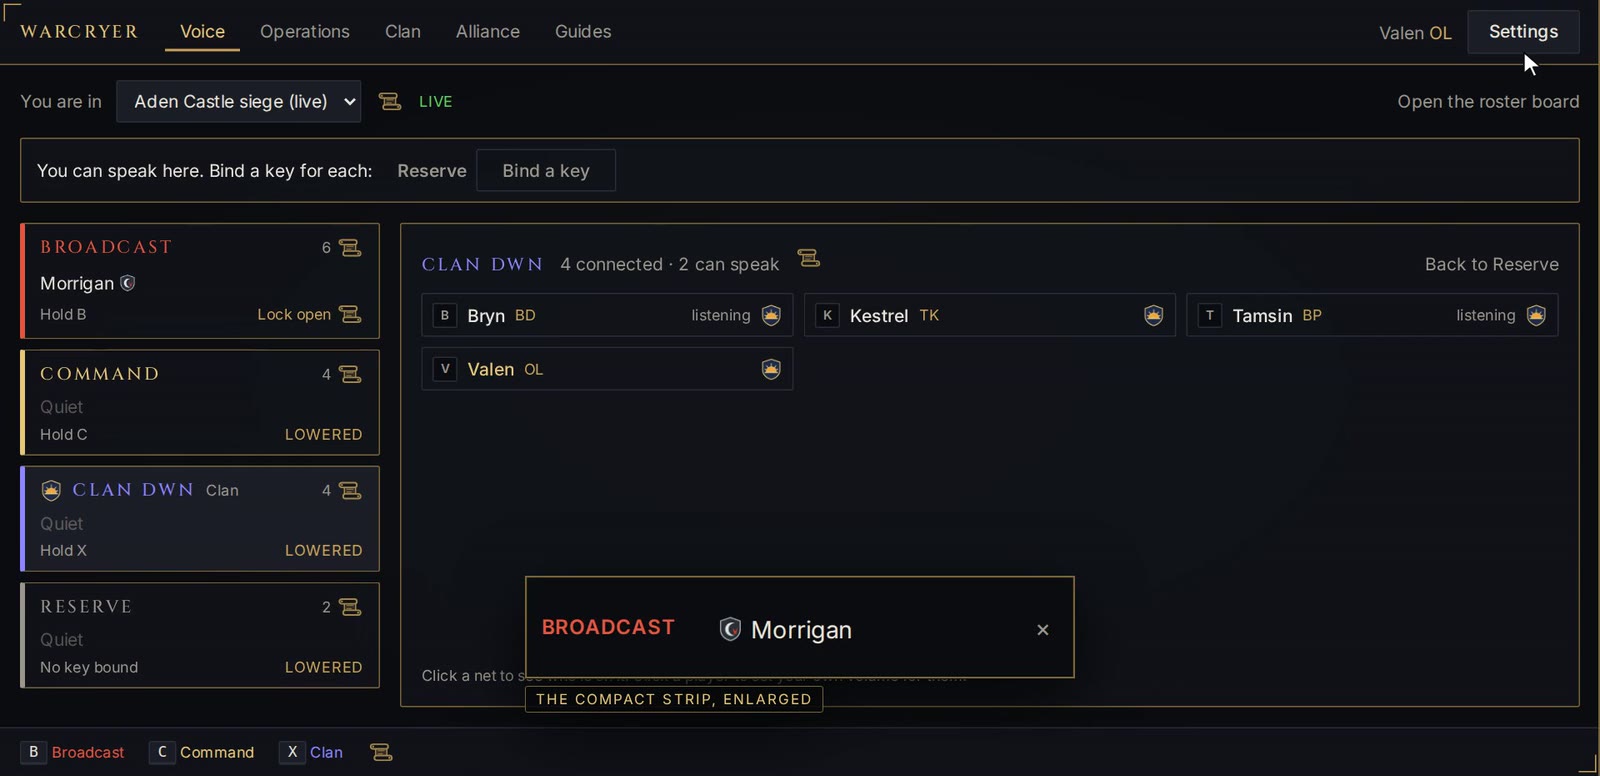 WARCRYER Voice Operations Clan Alliance Guides Valen OL Settings
You are in Aden Castle siege (live) LIVE Open the roster board
You can speak here. Bind a key for each: Reserve Bind a key
BROADCAST 6
Morrigan
Hold B Lock open
COMMAND 4
Quiet
Hold C LOWERED
CLAN DWN Clan 4
Quiet
Hold X LOWERED
RESERVE 2
Quiet
No key bound LOWERED
CLAN DWN 4 connected · 2 can speak Back to Reserve
B Bryn BD listening K Kestrel TK T Tamsin BP listening
V Valen OL
BROADCAST Morrigan ×
Click a net to
THE COMPACT STRIP, ENLARGED
B Broadcast C Command X Clan